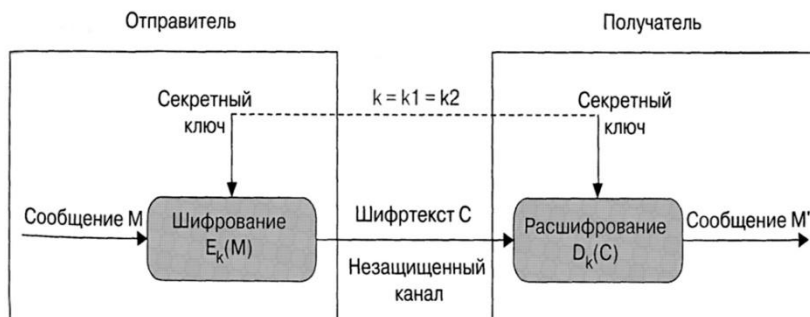 Отправитель
Получатель
Секретный
ключ
k = k1 = k2
Секретный
ключ
Сообщение M
Шифрование
E_k(M)
Шифртекст C
Незащищенный
канал
Расшифрование
D_k(C)
Сообщение M'